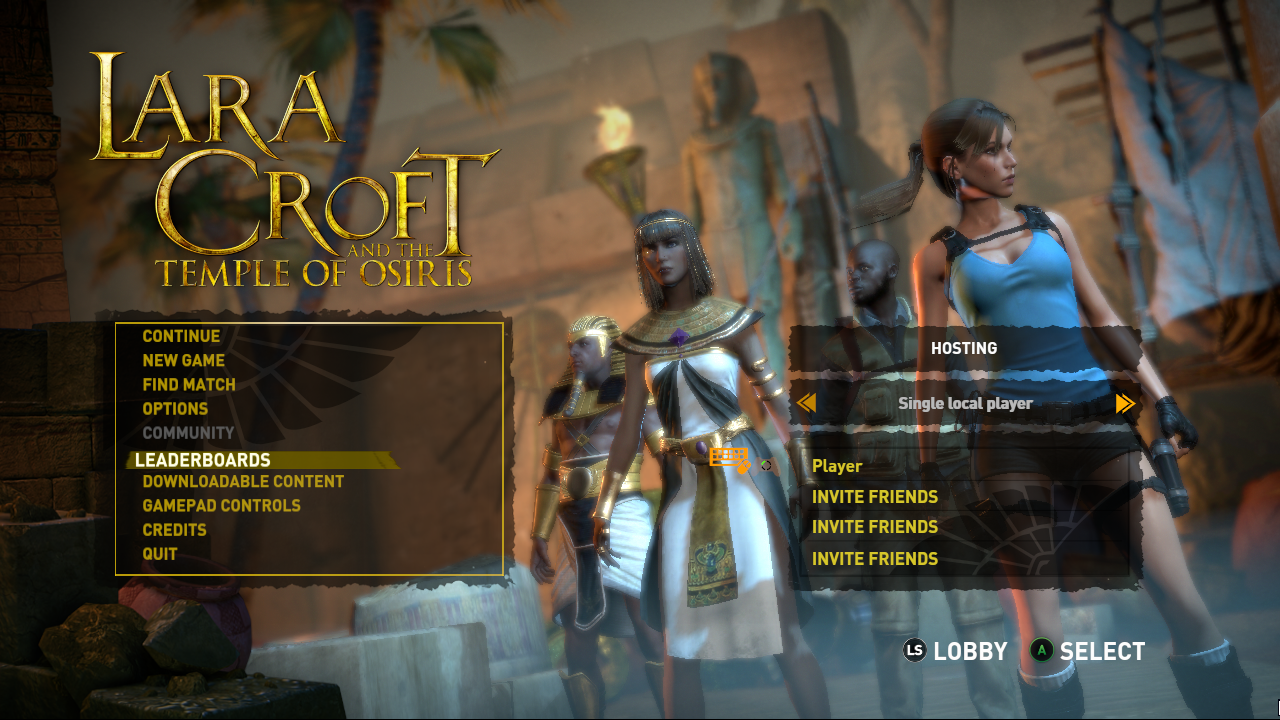 LARA
CROFT
AND THE
TEMPLE OF OSIRIS
CONTINUE
NEW GAME
FIND MATCH
OPTIONS
COMMUNITY
LEADERBOARDS
DOWNLOADABLE CONTENT
GAMEPAD CONTROLS
CREDITS
QUIT
HOSTING
Single local player
Player
INVITE FRIENDS
INVITE FRIENDS
INVITE FRIENDS
LS LOBBY A SELECT